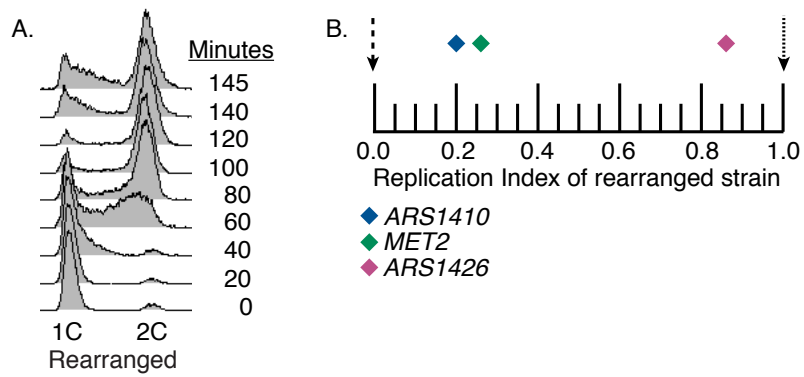 A.
Minutes
145
140
120
100
80
60
40
20
0
1C 2C
Rearranged
B.
0.0 0.2 0.4 0.6 0.8 1.0
Replication Index of rearranged strain
ARS1410
MET2
ARS1426